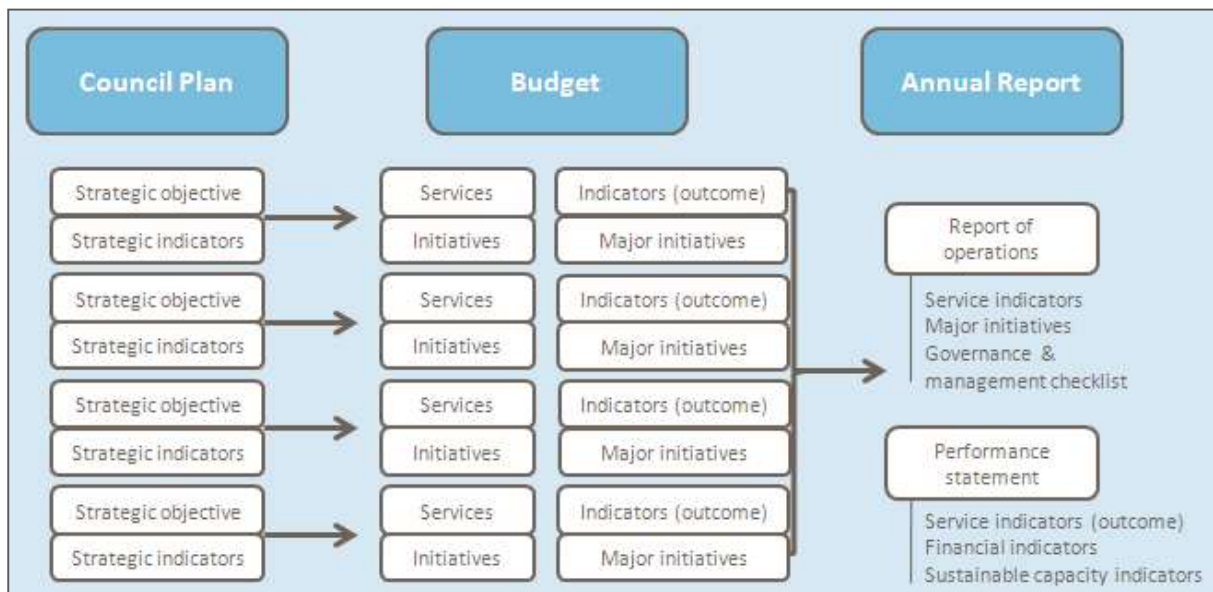 Council Plan
Budget
Annual Report
Strategic objective
Strategic indicators
Services
Initiatives
Indicators (outcome)
Major initiatives
Strategic objective
Strategic indicators
Services
Initiatives
Indicators (outcome)
Major initiatives
Strategic objective
Strategic indicators
Services
Initiatives
Indicators (outcome)
Major initiatives
Strategic objective
Strategic indicators
Services
Initiatives
Indicators (outcome)
Major initiatives
Report of
operations
Service indicators
Major initiatives
Governance &
management checklist
Performance
statement
Service indicators (outcome)
Financial indicators
Sustainable capacity indicators